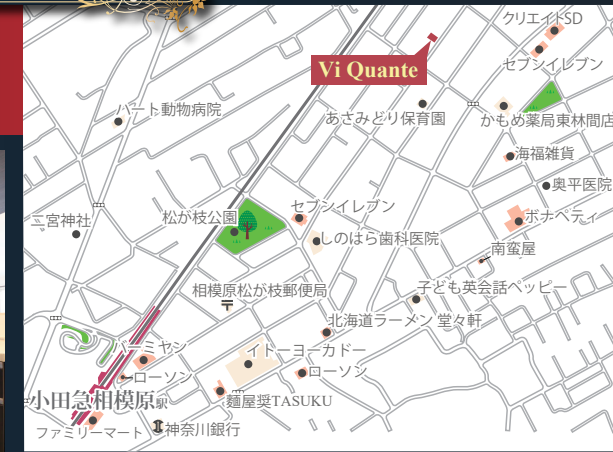 クリエイトSD
セブンイレブン
Vi Quante
ハート動物病院
あさみどり保育園
かもめ薬局東林間店
海福雑貨
奥平医院
二宮神社
松が枝公園
セブンイレブン
ボナペティ
しのはら歯科医院
南蛮屋
相模原松が枝郵便局
子ども英会話ペッピー
北海道ラーメン 堂々軒
バーミヤン
イトーヨーカドー
ローソン
ローソン
小田急相模原駅
麵屋奨TASUKU
ファミリーマート
神奈川銀行